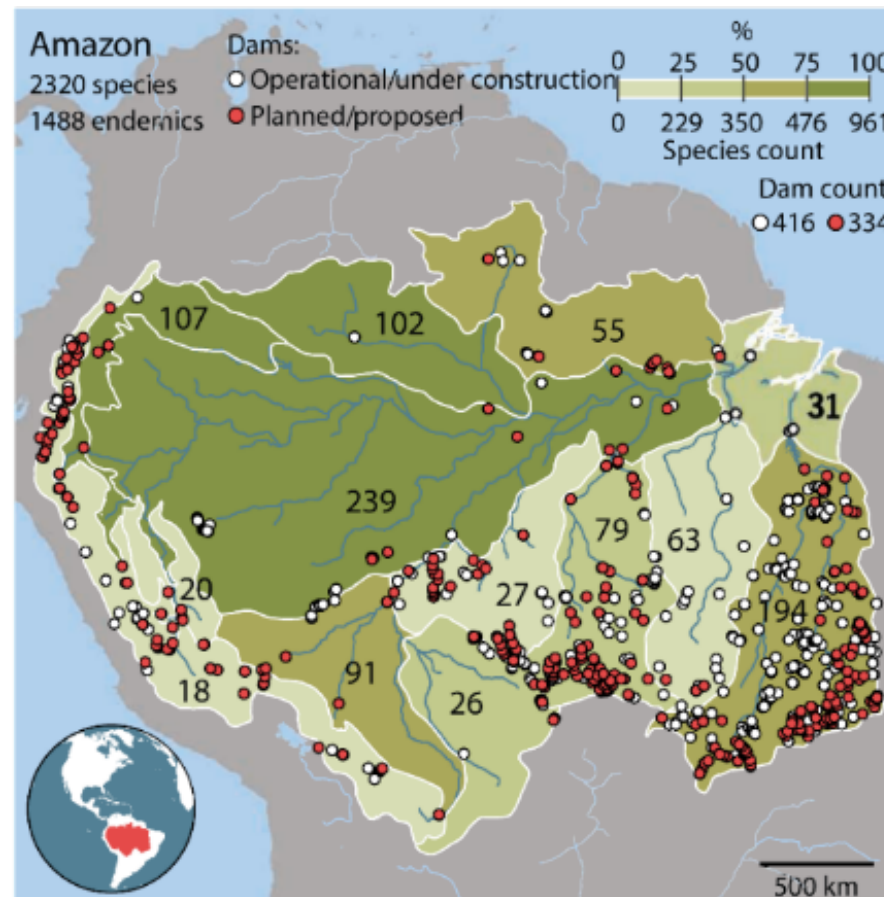 Amazon
2320 species
1488 endemics
Dams:
Operational/under construction
Planned/proposed
%
0 25 50 75 100
0 229 350 476 961
Species count
Dam count
416 334
107
102
55
31
239
79
63
20
27
194
18
91
26
500 km